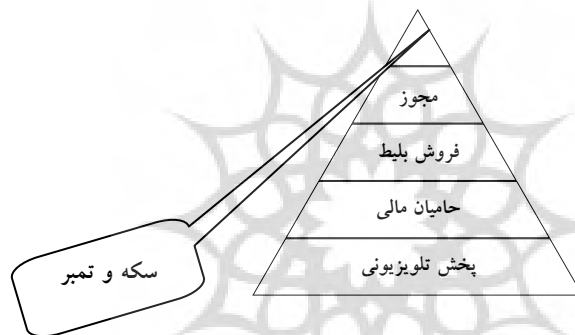 مجوز
فروش بلیط
حامیان مالی
پخش تلویزیونی
سکه و تمبر